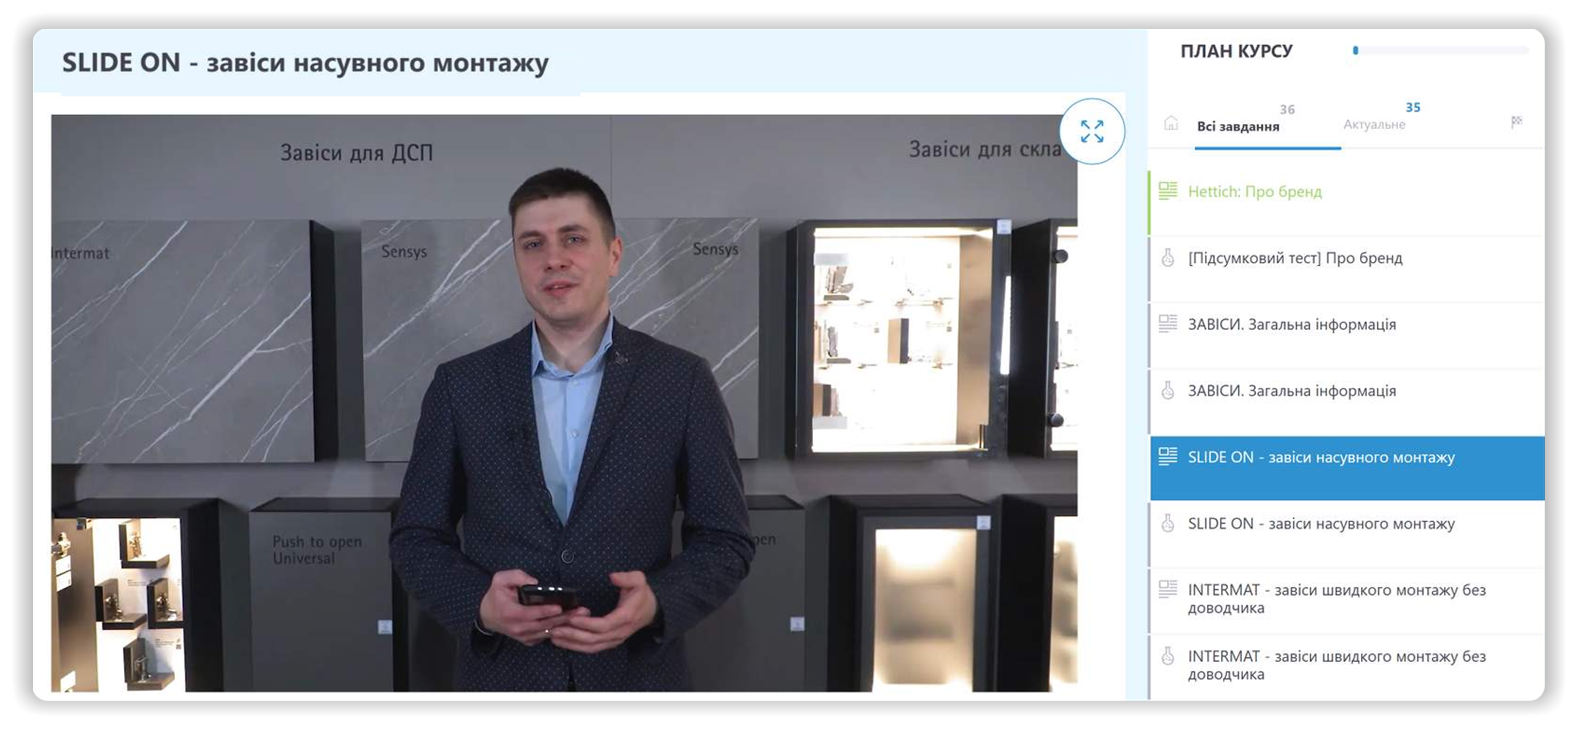 SLIDE ON - завіси насувного монтажу
Завіси для ДСП
Завіси для скла
Intermat
Sensys
Sensys
Push to open
Universal
ПЛАН КУРСУ
36
Всі завдання
35
Актуальне
Hettich: Про бренд
[Підсумковий тест] Про бренд
ЗАВІСИ. Загальна інформація
ЗАВІСИ. Загальна інформація
SLIDE ON - завіси насувного монтажу
SLIDE ON - завіси насувного монтажу
INTERMAT - завіси швидкого монтажу без
доводчика
INTERMAT - завіси швидкого монтажу без
доводчика